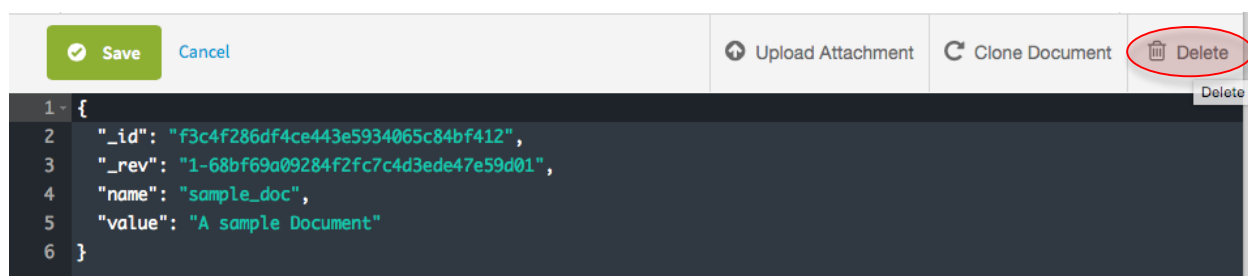 Save Cancel Upload Attachment Clone Document Delete
Delete
1 {
2 "_id": "f3c4f286df4ce443e5934065c84bf412",
3 "_rev": "1-68bf69a09284f2fc7c4d3ede47e59d01",
4 "name": "sample_doc",
5 "value": "A sample Document"
6 }